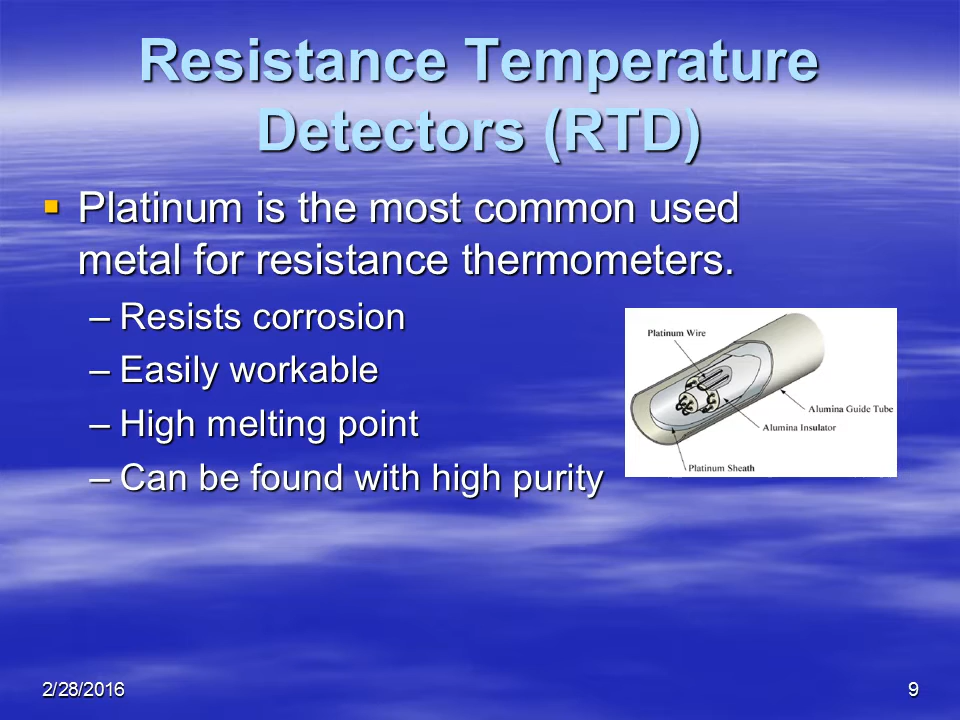 Resistance Temperature
Detectors (RTD)
▪ Platinum is the most common used
metal for resistance thermometers.
– Resists corrosion
– Easily workable
– High melting point
– Can be found with high purity
Platinum Wire
Alumina Guide Tube
Alumina Insulator
Platinum Sheath
2/28/2016
9